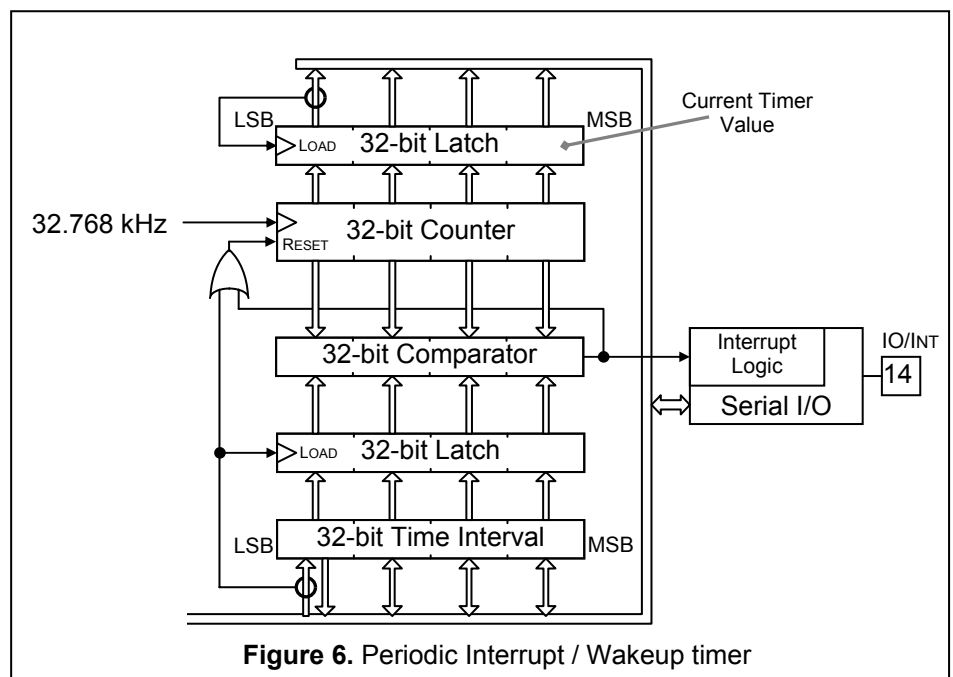 LSB
MSB
Current Timer
Value
LOAD
32-bit Latch
32.768 kHz
32-bit Counter
RESET
32-bit Comparator
Interrupt
Logic
IO/INT
14
Serial I/O
LOAD
32-bit Latch
32-bit Time Interval
LSB
MSB
Figure 6. Periodic Interrupt / Wakeup timer